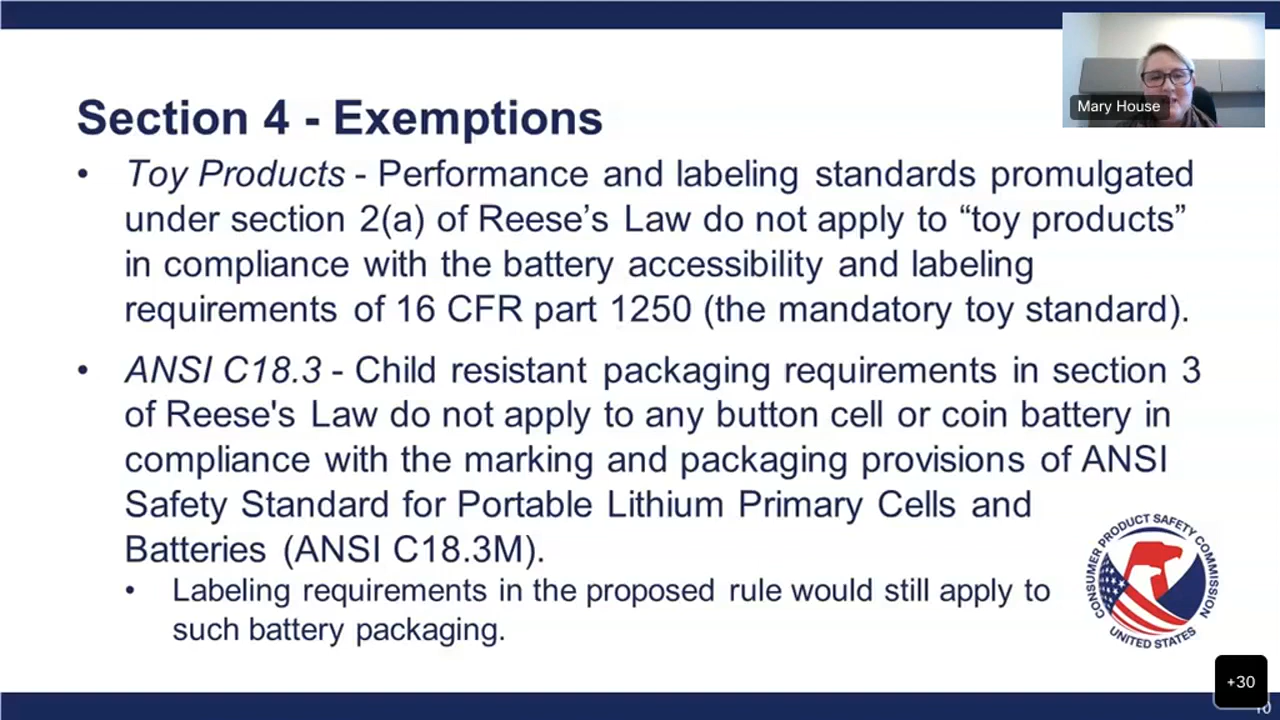 Mary House
Section 4 - Exemptions
• Toy Products - Performance and labeling standards promulgated
under section 2(a) of Reese’s Law do not apply to “toy products”
in compliance with the battery accessibility and labeling
requirements of 16 CFR part 1250 (the mandatory toy standard).
• ANSI C18.3 - Child resistant packaging requirements in section 3
of Reese's Law do not apply to any button cell or coin battery in
compliance with the marking and packaging provisions of ANSI
Safety Standard for Portable Lithium Primary Cells and
Batteries (ANSI C18.3M).
• Labeling requirements in the proposed rule would still apply to
such battery packaging.
CONSUMER PRODUCT SAFETY COMMISSION
UNITED STATES
+30
10